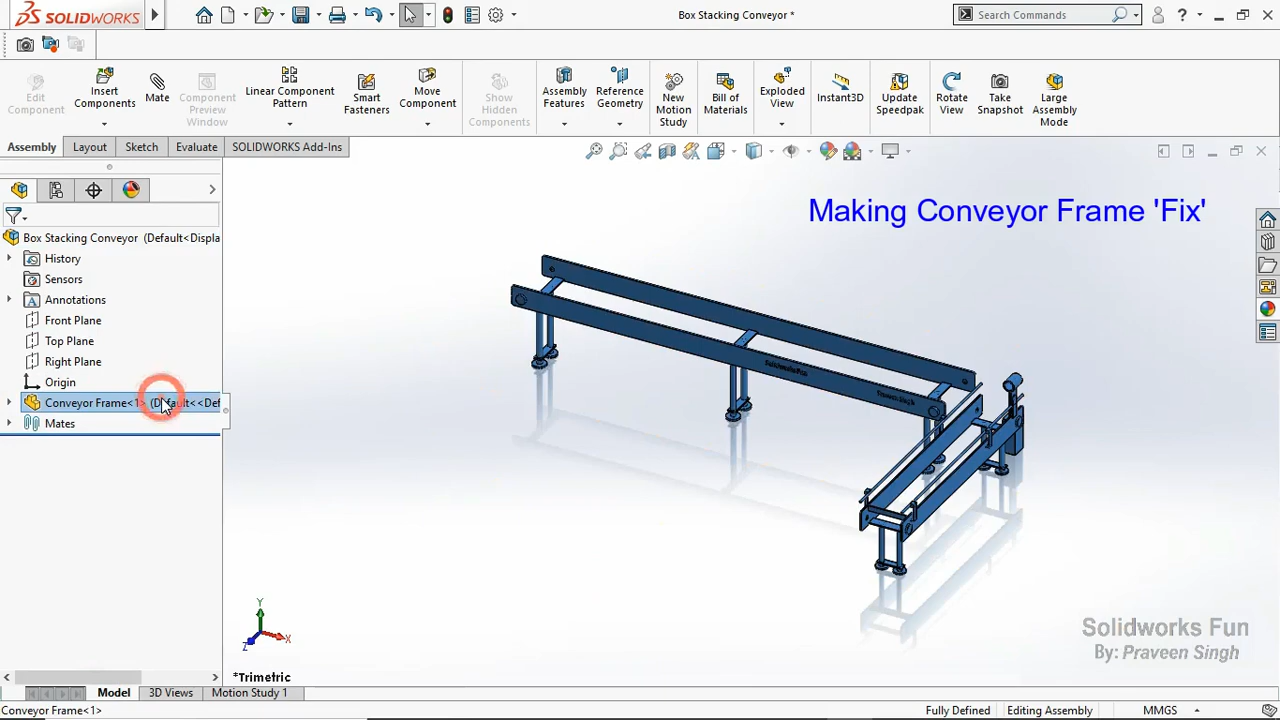 SOLIDWORKS
Box Stacking Conveyor *
Search Commands
Edit
Component
Insert
Components
Mate
Component
Preview
Window
Linear Component
Pattern
Smart
Fasteners
Move
Component
Show
Hidden
Components
Assembly
Features
Reference
Geometry
New
Motion
Study
Bill of
Materials
Exploded
View
Instant3D
Update
Speedpak
Rotate
View
Take
Snapshot
Large
Assembly
Mode
Assembly
Layout
Sketch
Evaluate
SOLIDWORKS Add-Ins
Making Conveyor Frame 'Fix'
Box Stacking Conveyor (Default<Displa
History
Sensors
Annotations
Front Plane
Top Plane
Right Plane
Origin
Conveyor Frame<1> (Default<<Def
Mates
SolidworksFun
Praveen Singh
Y
X
Z
*Trimetric
Solidworks Fun
By: Praveen Singh
Model
3D Views
Motion Study 1
Conveyor Frame<1>
Fully Defined
Editing Assembly
MMGS